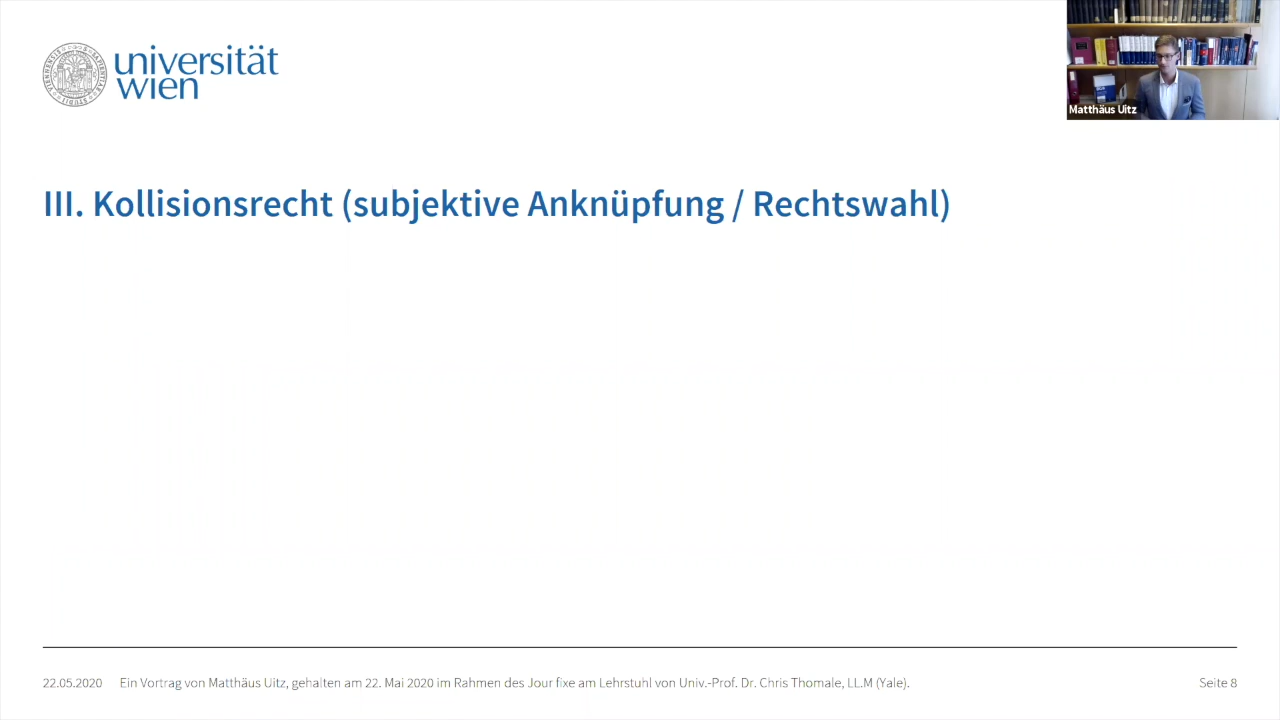 universität
wien
Matthäus Uitz
III. Kollisionsrecht (subjektive Anknüpfung / Rechtswahl)
22.05.2020 Ein Vortrag von Matthäus Uitz, gehalten am 22. Mai 2020 im Rahmen des Jour fixe am Lehrstuhl von Univ.-Prof. Dr. Chris Thomale, LL.M (Yale). Seite 8